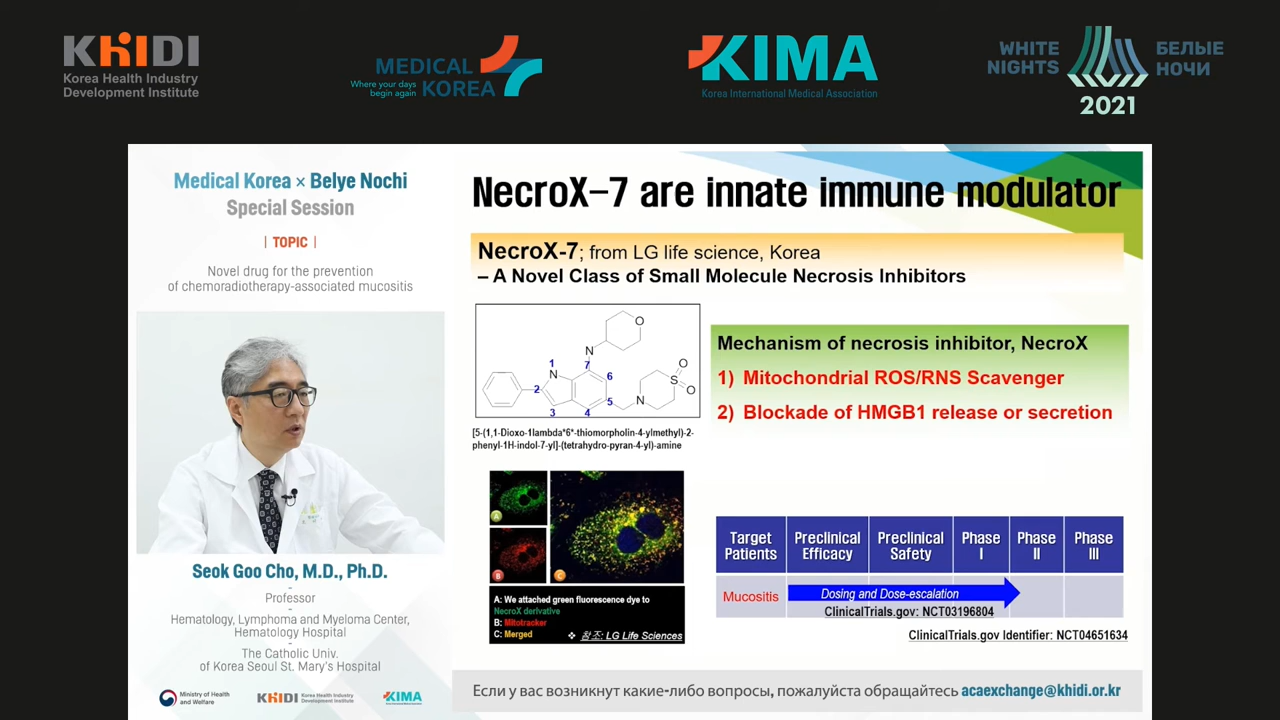 KHIDI
Korea Health Industry
Development Institute
MEDICAL
KOREA
Where your days
begin again
KIMA
Korea International Medical Association
WHITE
NIGHTS
БЕЛЫЕ
НОЧИ
2021
Medical Korea × Belye Nochi
Special Session
| TOPIC |
Novel drug for the prevention
of chemoradiotherapy-associated mucositis
Seok Goo Cho, M.D., Ph.D.
Professor
Hematology, Lymphoma and Myeloma Center,
Hematology Hospital
The Catholic Univ.
of Korea Seoul St. Mary's Hospital
Ministry of Health
and Welfare
KHIDI
Korea Health Industry
Development Institute
KIMA
NecroX-7 are innate immune modulator
NecroX-7; from LG life science, Korea
– A Novel Class of Small Molecule Necrosis Inhibitors
O
N
7
1
N
6
2
5
3
4
N
S
O
O
[5-(1,1-Dioxo-1lambda*6*-thiomorpholin-4-ylmethyl)-2-
phenyl-1H-indol-7-yl]-(tetrahydro-pyran-4-yl)-amine
Mechanism of necrosis inhibitor, NecroX
1) Mitochondrial ROS/RNS Scavenger
2) Blockade of HMGB1 release or secretion
A
B
C
A: We attached green fluorescence dye to
NecroX derivative
B: Mitotracker
C: Merged
❖ 참조: LG Life Sciences
Target Patients Preclinical Efficacy Preclinical Safety Phase I Phase II Phase III
Mucositis
Dosing and Dose-escalation
ClinicalTrials.gov: NCT03196804
ClinicalTrials.gov Identifier: NCT04651634
Если у вас возникнут какие-либо вопросы, пожалуйста обращайтесь acaexchange@khidi.or.kr